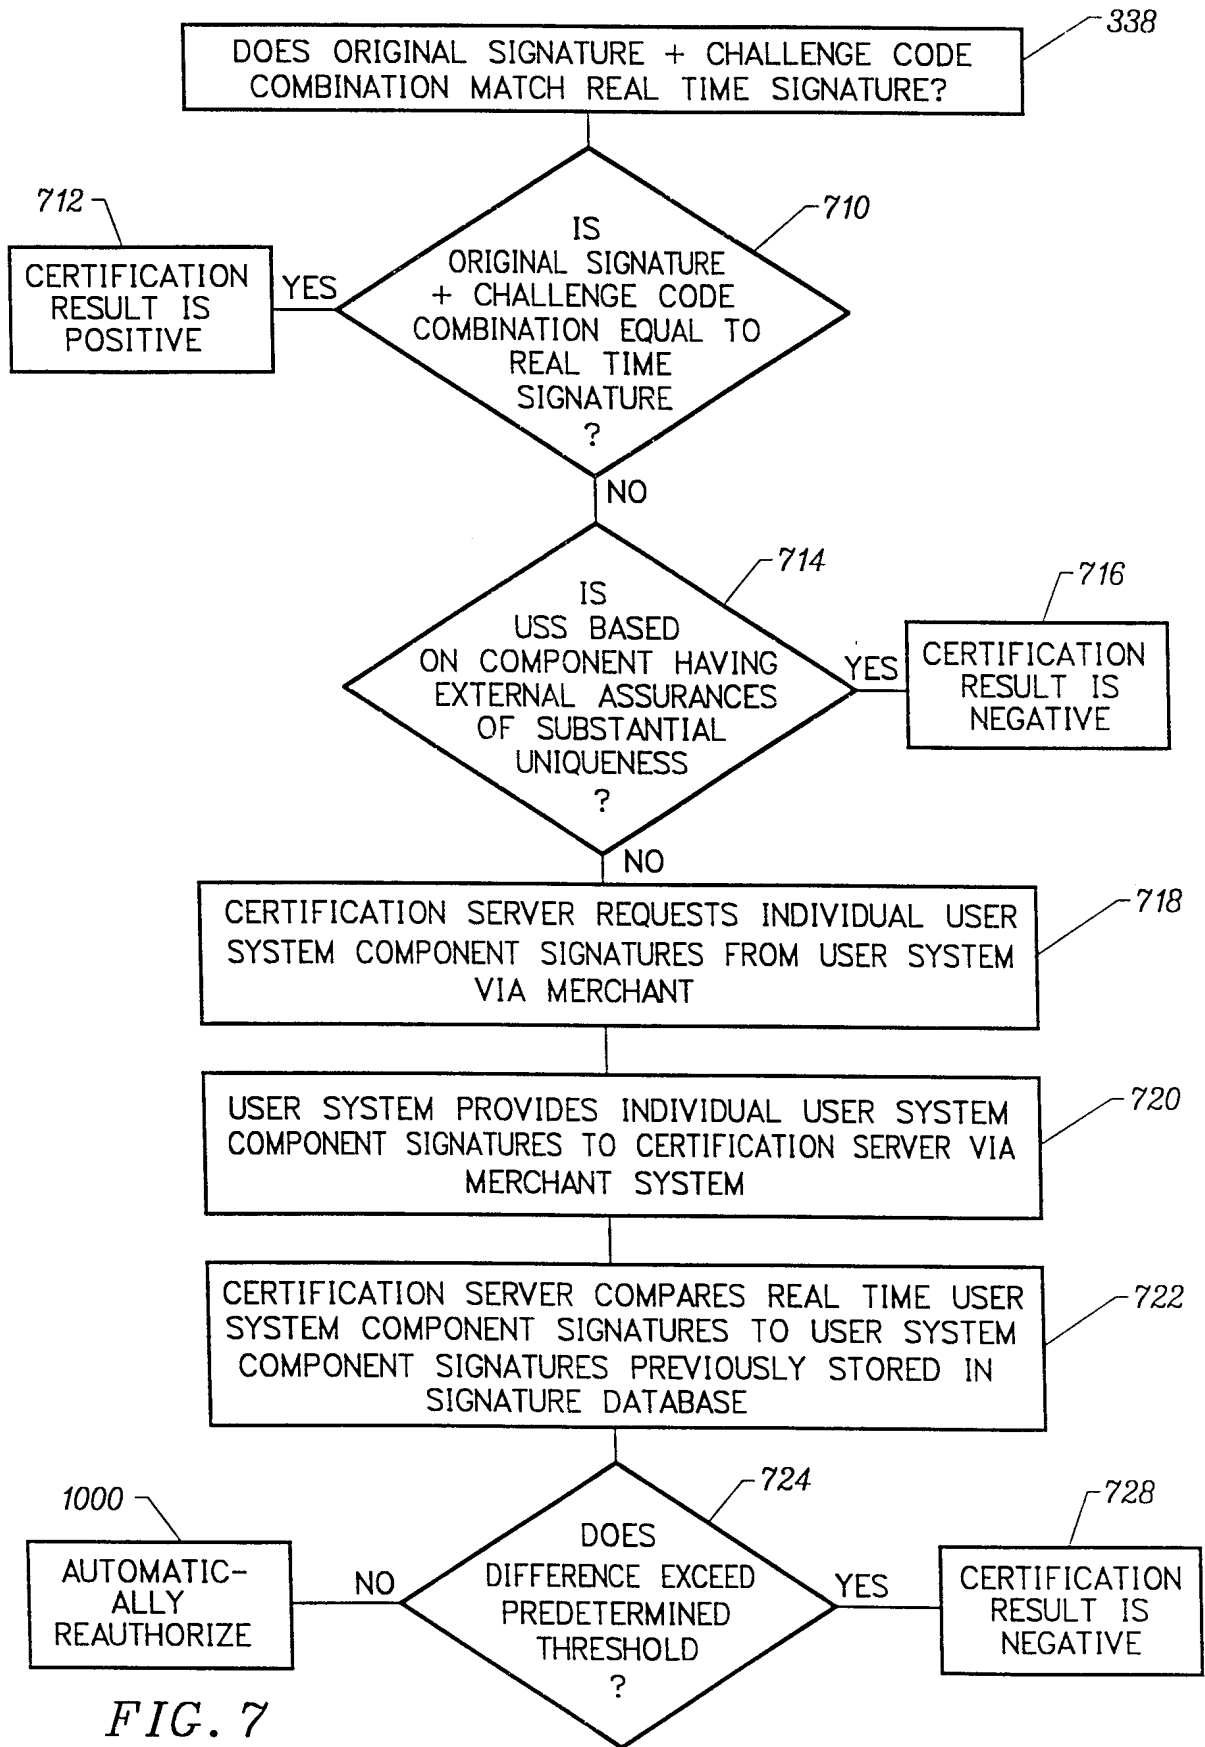 338
DOES ORIGINAL SIGNATURE + CHALLENGE CODE
COMBINATION MATCH REAL TIME SIGNATURE?
712
710
IS
ORIGINAL SIGNATURE
+ CHALLENGE CODE
COMBINATION EQUAL TO
REAL TIME
SIGNATURE
?
CERTIFICATION
RESULT IS
POSITIVE
YES
NO
714
IS
USS BASED
ON COMPONENT HAVING
EXTERNAL ASSURANCES
OF SUBSTANTIAL
UNIQUENESS
?
YES
716
CERTIFICATION
RESULT IS
NEGATIVE
NO
718
CERTIFICATION SERVER REQUESTS INDIVIDUAL USER
SYSTEM COMPONENT SIGNATURES FROM USER SYSTEM
VIA MERCHANT
720
USER SYSTEM PROVIDES INDIVIDUAL USER SYSTEM
COMPONENT SIGNATURES TO CERTIFICATION SERVER VIA
MERCHANT SYSTEM
722
CERTIFICATION SERVER COMPARES REAL TIME USER
SYSTEM COMPONENT SIGNATURES TO USER SYSTEM
COMPONENT SIGNATURES PREVIOUSLY STORED IN
SIGNATURE DATABASE
724
DOES
DIFFERENCE EXCEED
PREDETERMINED
THRESHOLD
?
1000
AUTOMATIC-
ALLY
REAUTHORIZE
NO
YES
728
CERTIFICATION
RESULT IS
NEGATIVE
FIG. 7